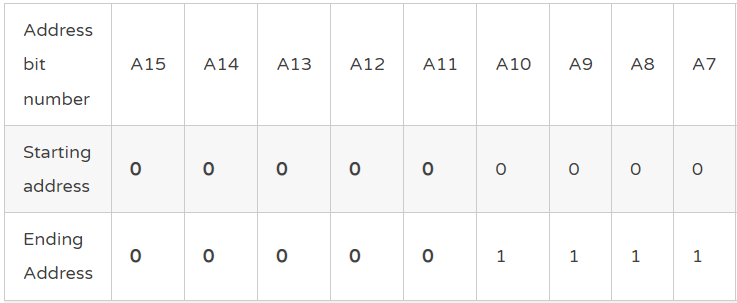 Address
bit A15 A14 A13 A12 A11 A10 A9 A8 A7
number
Starting
address 0 0 0 0 0 0 0 0 0
Ending
Address 0 0 0 0 0 1 1 1 1